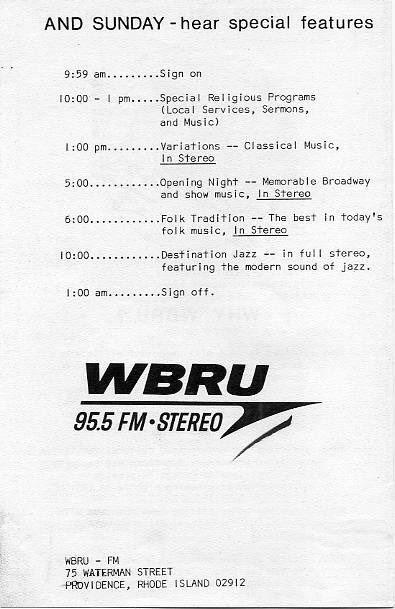 AND SUNDAY - hear special features
9:59 am.........Sign on
10:00 - 1 pm.....Special Religious Programs
(Local Services, Sermons,
and Music)
1:00 pm.........Variations -- Classical Music,
In Stereo
5:00............Opening Night -- Memorable Broadway
and show music, In Stereo
6:00............Folk Tradition -- The best in today's
folk music, In Stereo
10:00............Destination Jazz -- in full stereo,
featuring the modern sound of jazz.
1:00 am.........Sign off.
WBRU
95.5 FM · STEREO
WBRU - FM
75 WATERMAN STREET
PROVIDENCE, RHODE ISLAND 02912